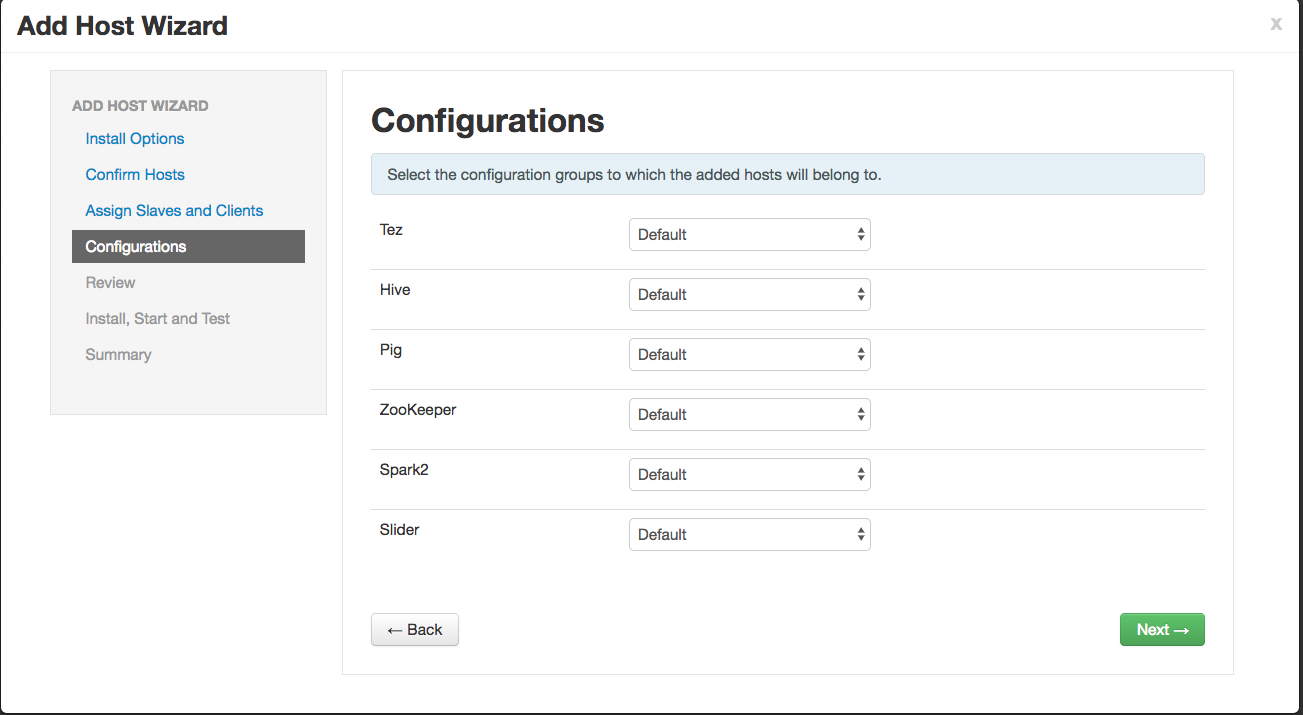 Add Host Wizard
x
ADD HOST WIZARD
Install Options
Confirm Hosts
Assign Slaves and Clients
Configurations
Review
Install, Start and Test
Summary
Configurations
Select the configuration groups to which the added hosts will belong to.
Tez Default
Hive Default
Pig Default
ZooKeeper Default
Spark2 Default
Slider Default
← Back
Next →